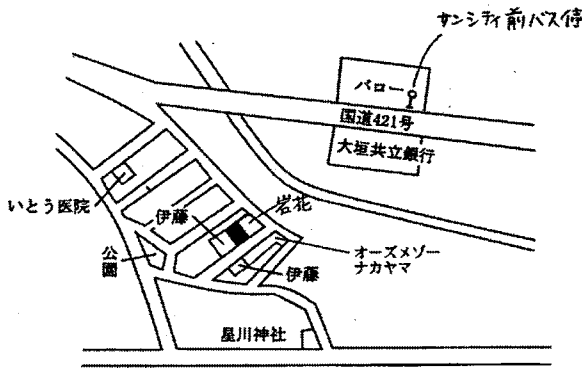 サンシティ前バス停
バロー
国道421号
大垣共立銀行
いとう医院
伊藤
岩花
公園
オーズメゾー
ナカヤマ
伊藤
星川神社